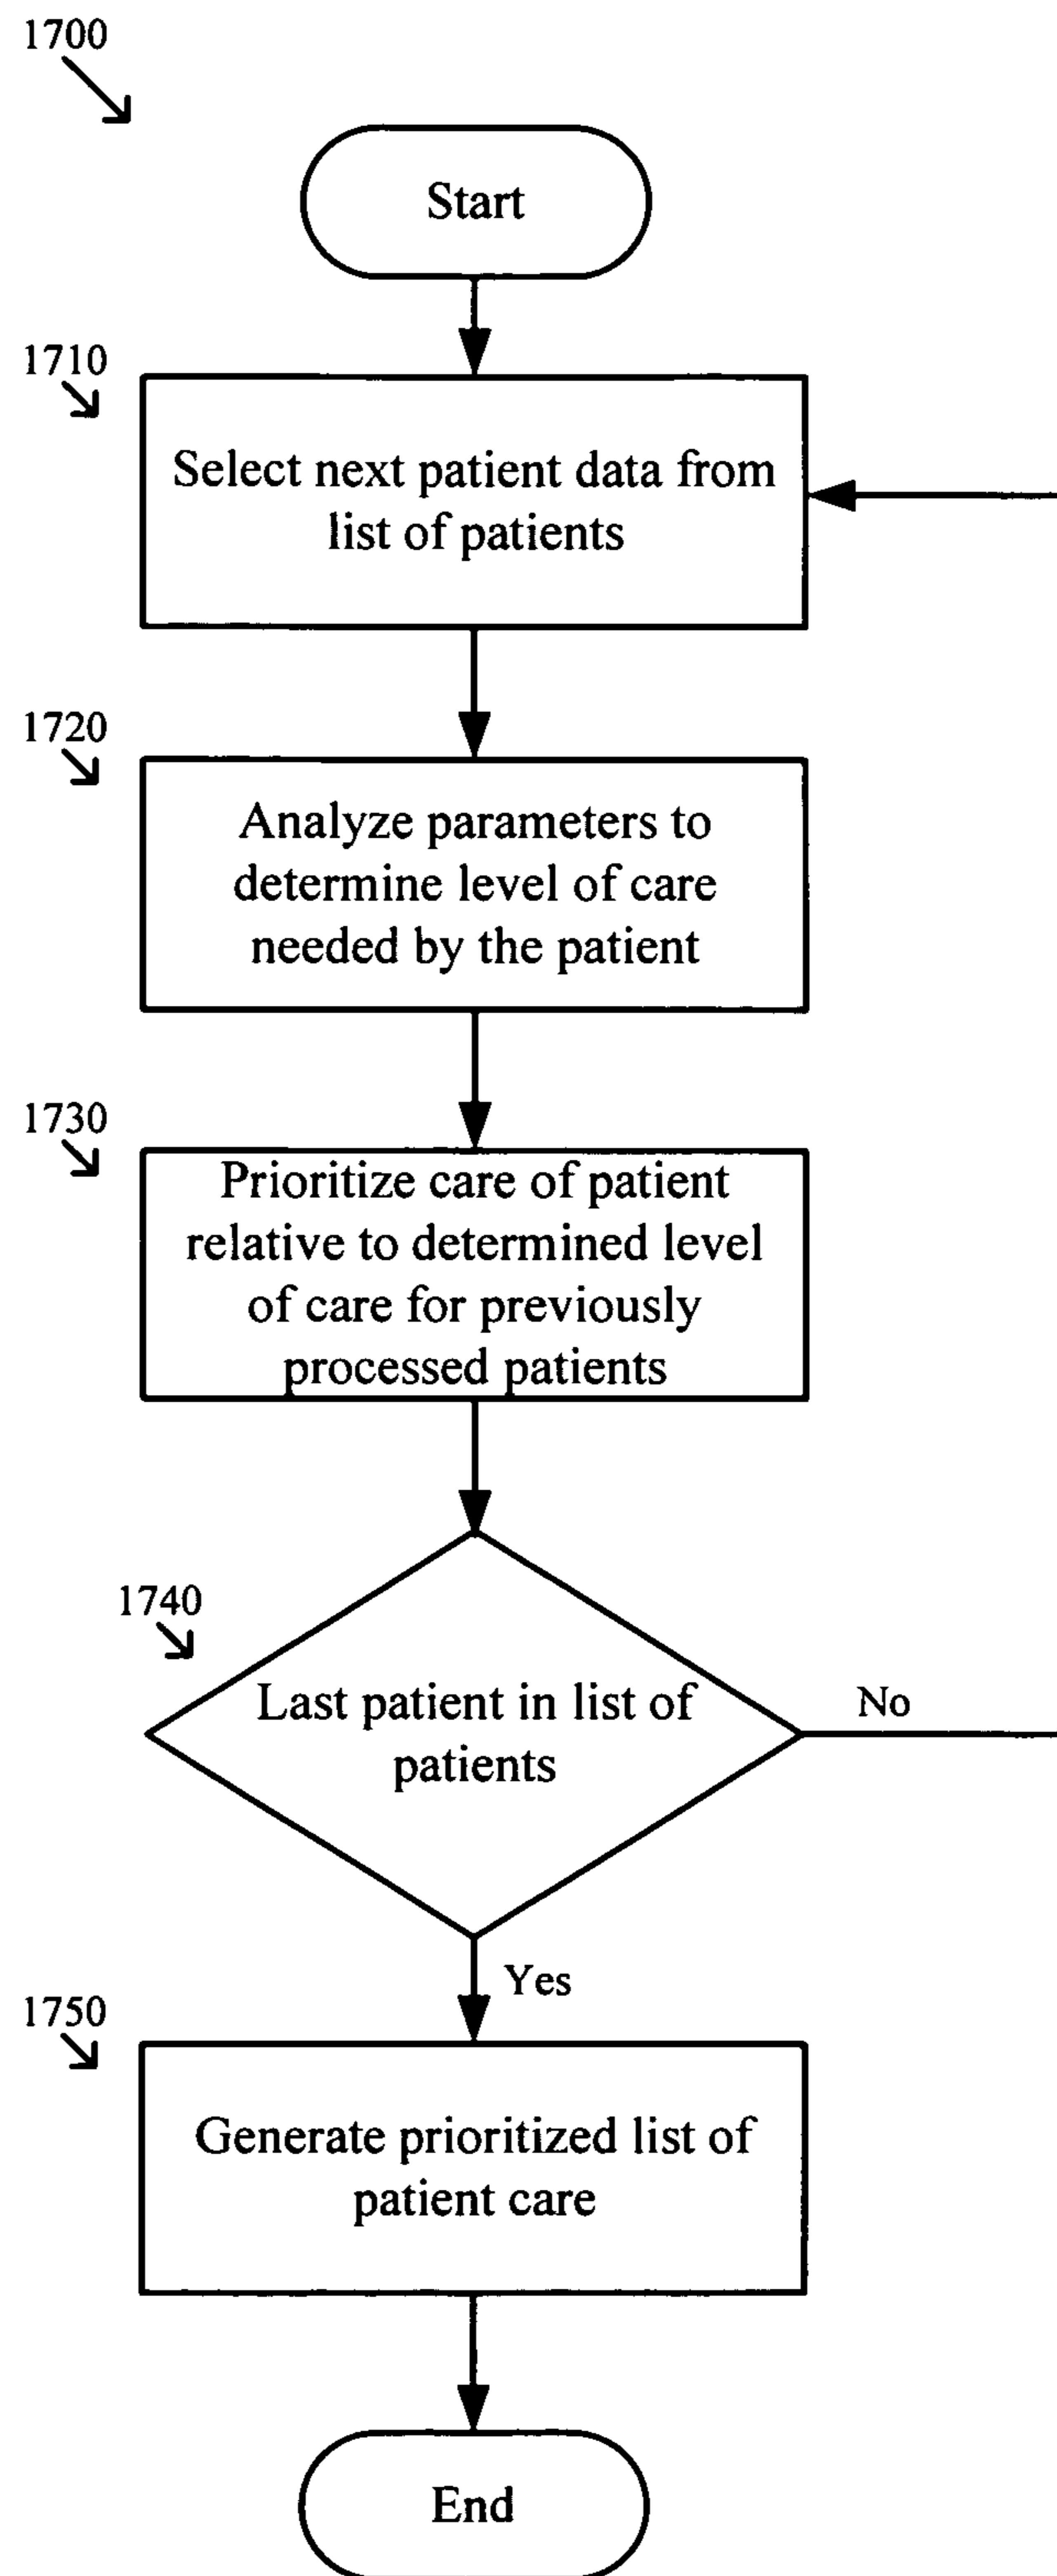 1700
Start
1710
Select next patient data from
list of patients
1720
Analyze parameters to
determine level of care
needed by the patient
1730
Prioritize care of patient
relative to determined level
of care for previously
processed patients
1740
Last patient in list of
patients
No
Yes
1750
Generate prioritized list of
patient care
End